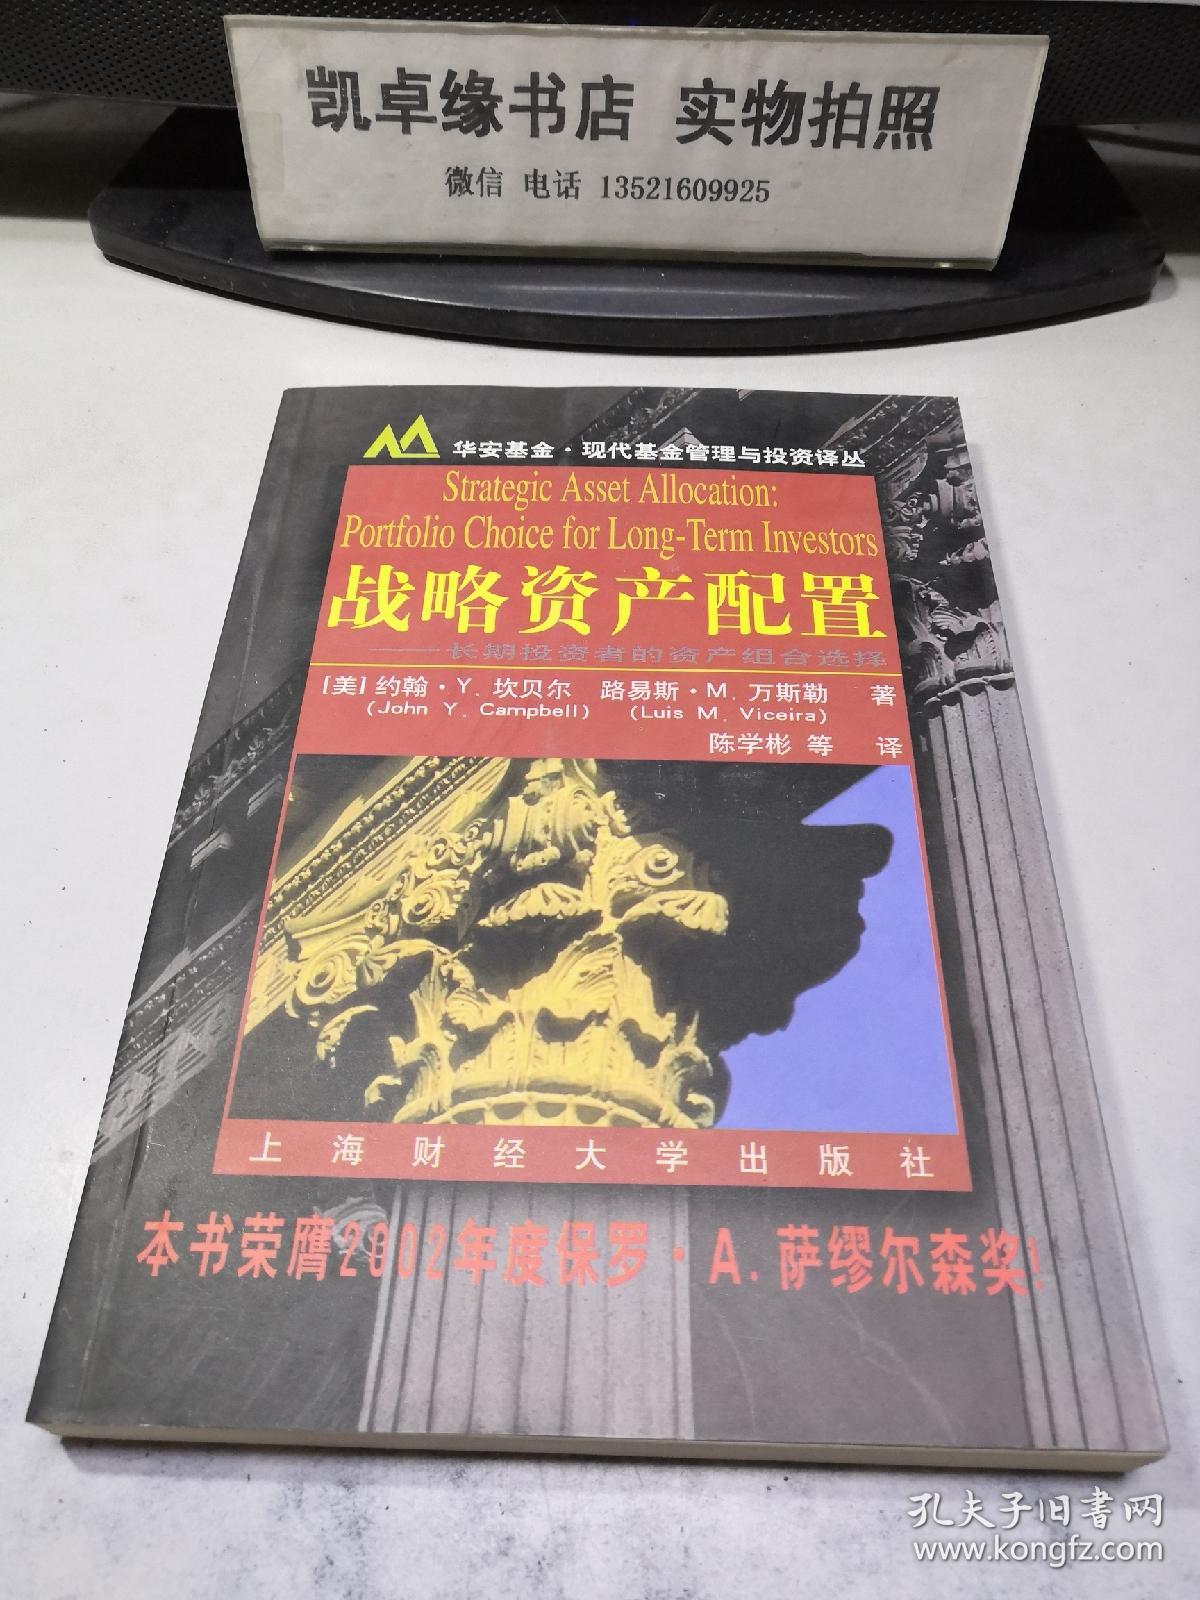 凯卓缘书店 实物拍照
微信 电话 13521609925
华安基金·现代基金管理与投资译丛
Strategic Asset Allocation:
Portfolio Choice for Long-Term Investors
战略资产配置
——长期投资者的资产组合选择
[美] 约翰·Y. 坎贝尔 路易斯·M. 万斯勒 著
(John Y. Campbell) (Luis M. Viceira)
陈学彬 等 译
上海财经大学出版社
本书荣膺2002年度保罗·A.萨缪尔森奖!
孔夫子旧书网
www.kongfz.com